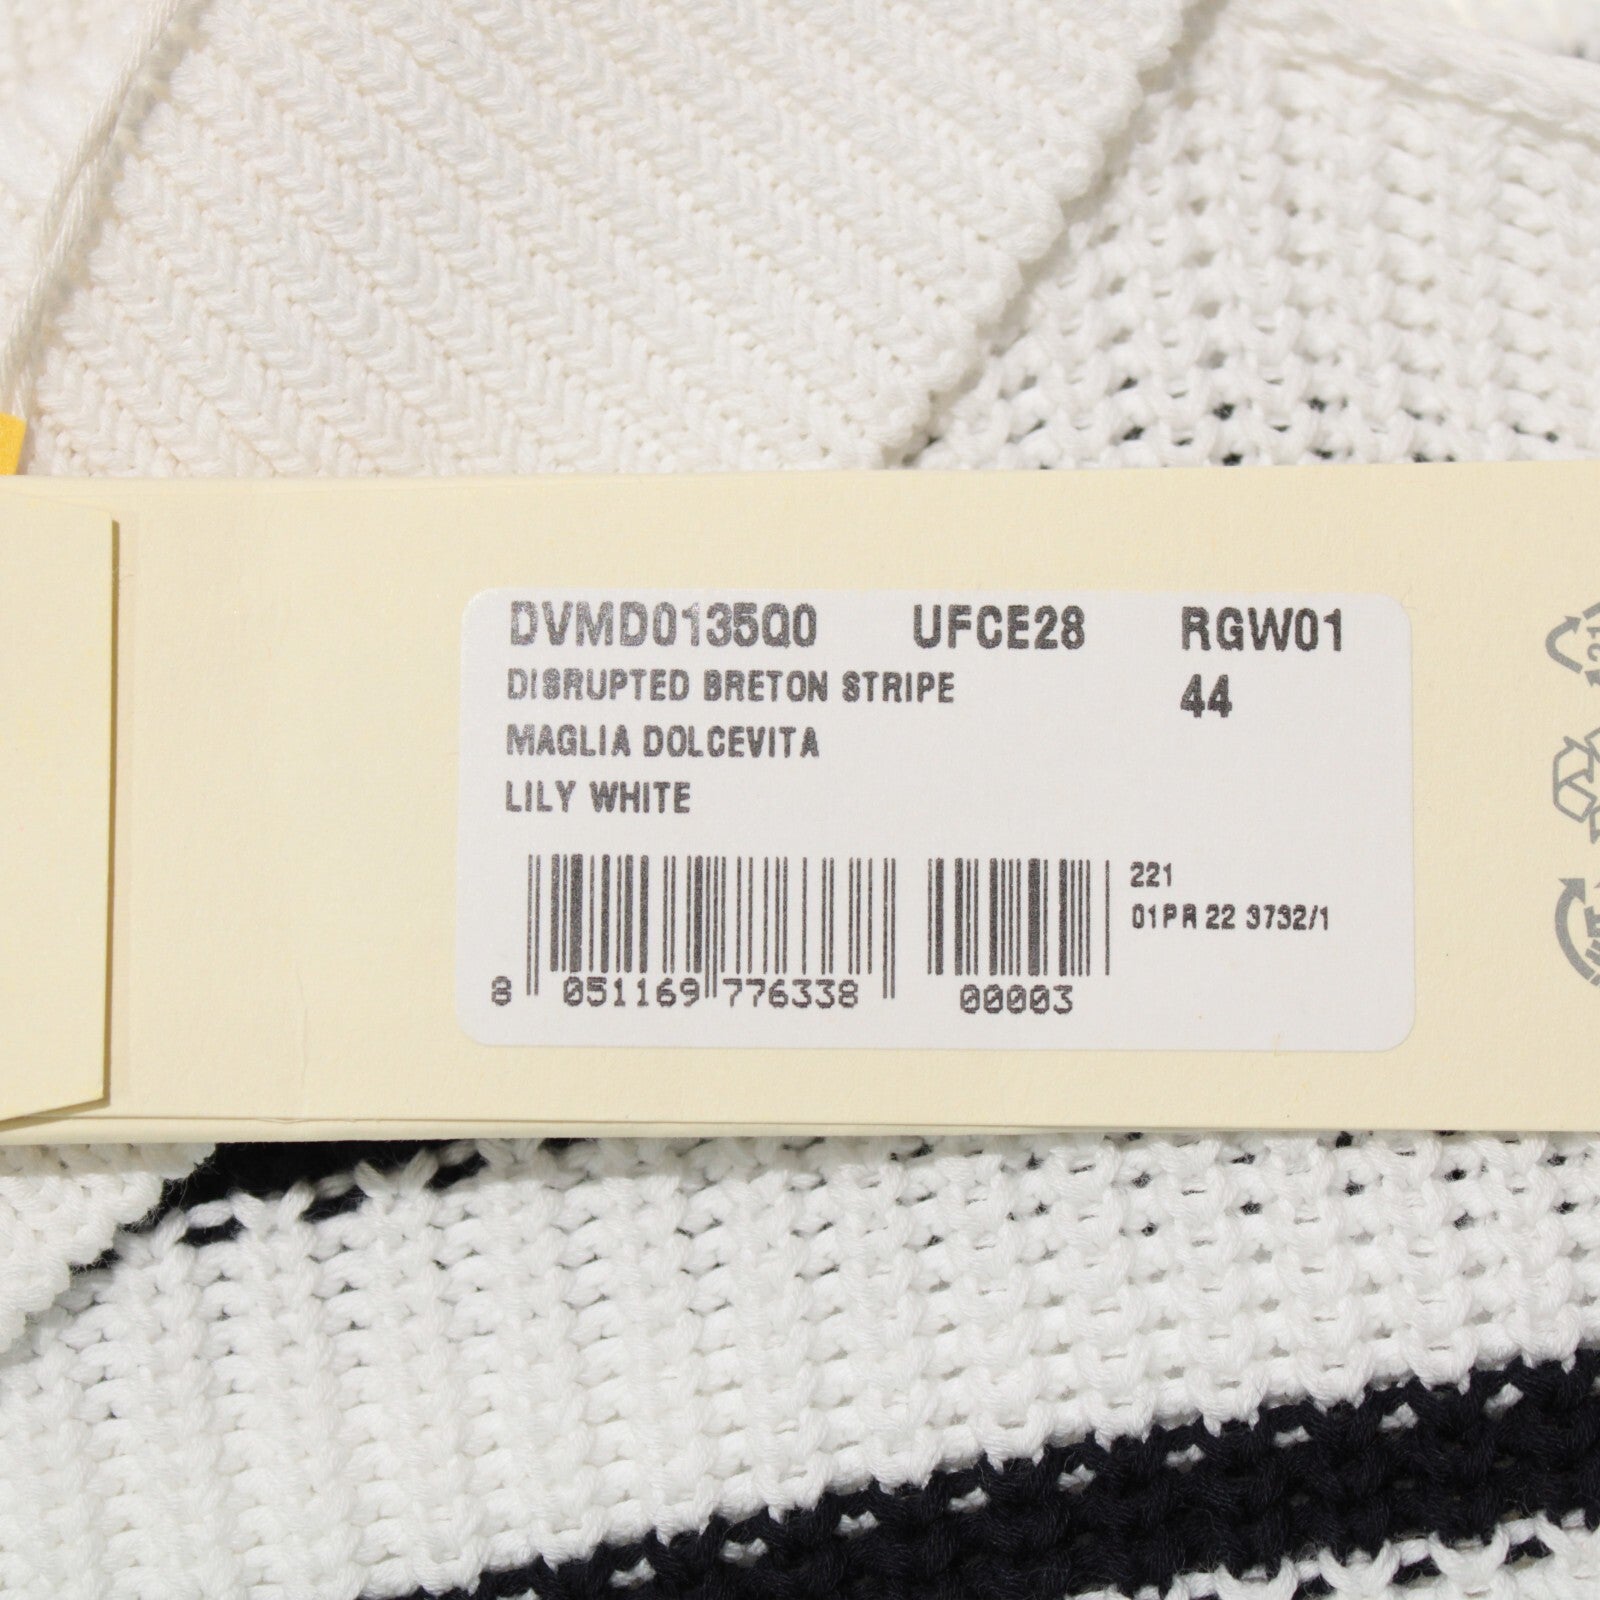 DVMD0135Q0 UFCE28 RGW01
DISRUPTED BRETON STRIPE 44
MAGLIA DOLCEVITA
LILY WHITE
221
01PR 22 3732/1
8 051169 776338 00003